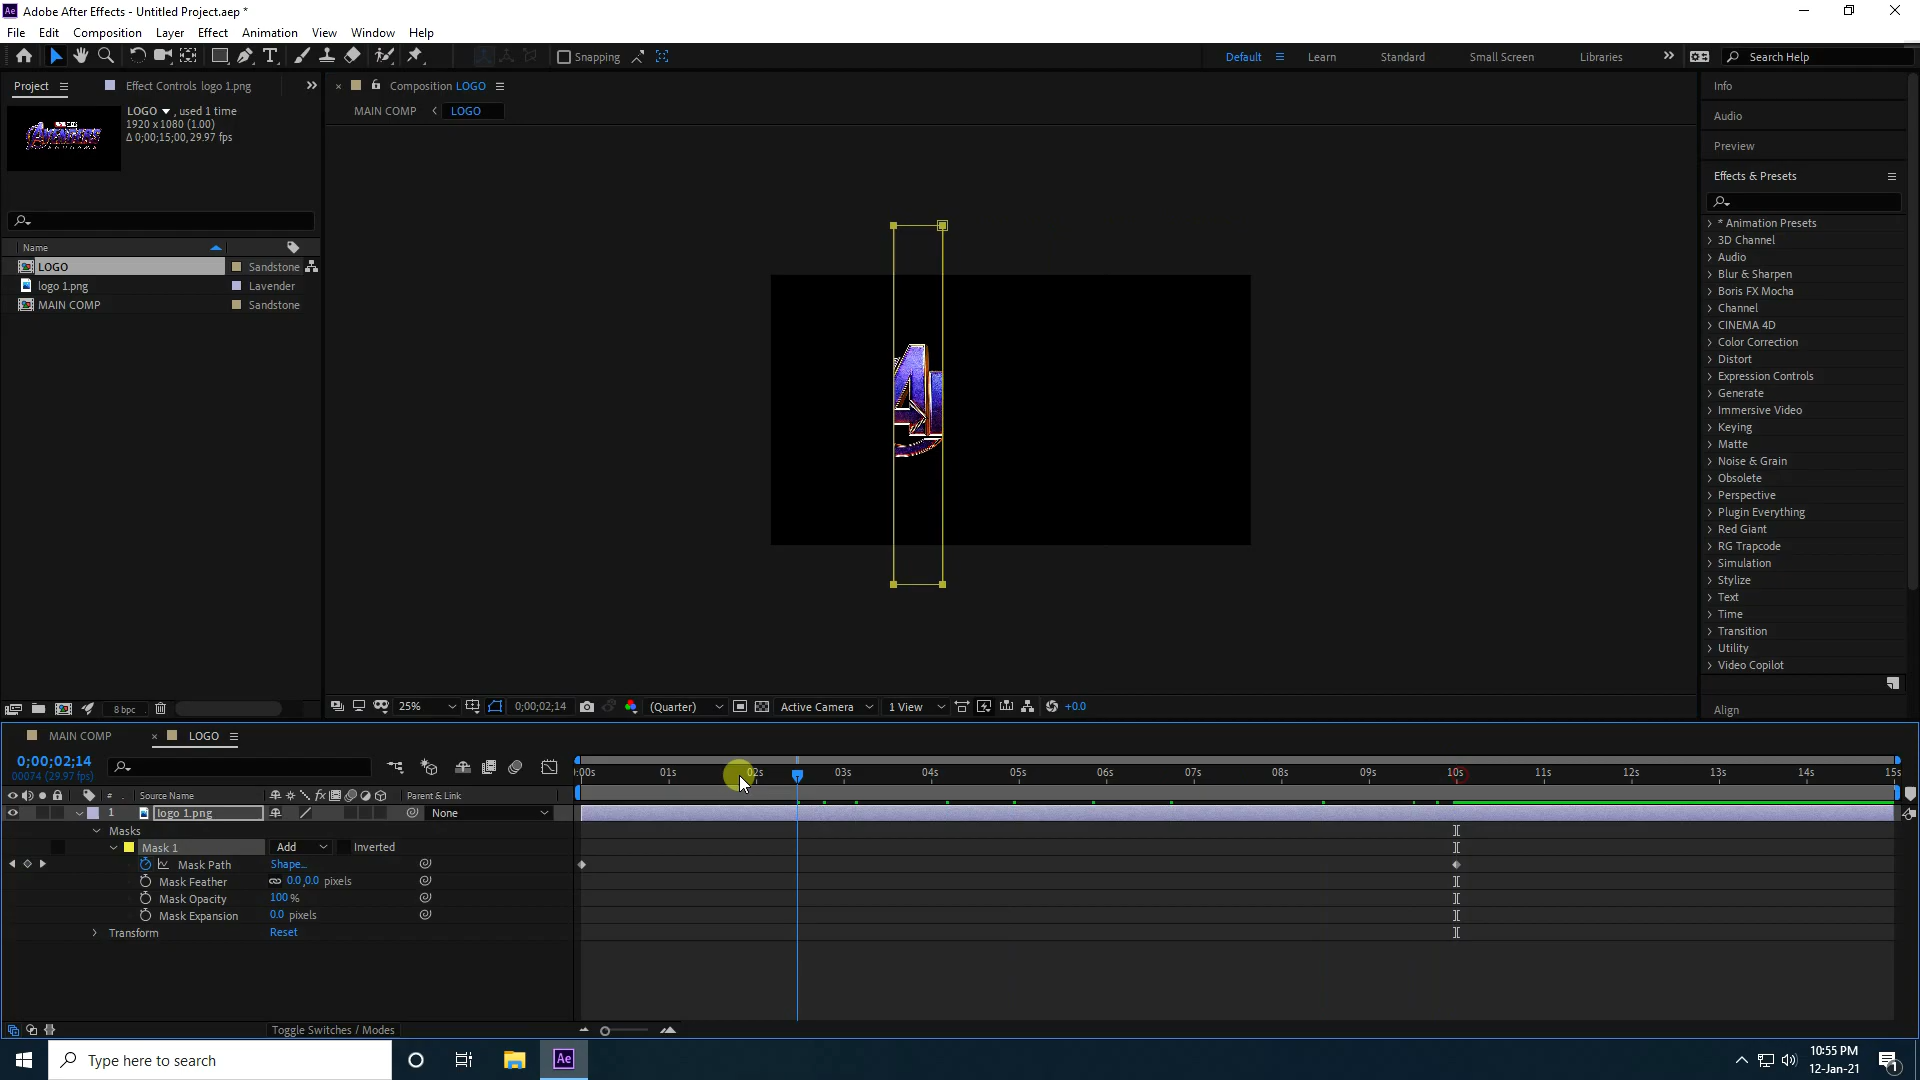 Adobe After Effects - Untitled Project.aep *
File Edit Composition Layer Effect Animation View Window Help
Snapping Default Learn Standard Small Screen Libraries Search Help
Project Effect Controls logo 1.png
Composition LOGO
MAIN COMP LOGO
LOGO , used 1 time
1920 x 1080 (1.00)
Δ 0;00;15;00, 29.97 fps
Name
LOGO Sandstone
logo 1.png Lavender
MAIN COMP Sandstone
8 bpc
25% 0;00;02;14 (Quarter) Active Camera 1 View +0.0
Info
Audio
Preview
Effects & Presets
* Animation Presets
3D Channel
Audio
Blur & Sharpen
Boris FX Mocha
Channel
CINEMA 4D
Color Correction
Distort
Expression Controls
Generate
Immersive Video
Keying
Matte
Noise & Grain
Obsolete
Perspective
Plugin Everything
Red Giant
RG Trapcode
Simulation
Stylize
Text
Time
Transition
Utility
Video Copilot
Align
MAIN COMP LOGO
0;00;02;14
00074 (29.97 fps)
:00s 01s 02s 03s 04s 05s 06s 07s 08s 09s 10s 11s 12s 13s 14s 15s
# Source Name Parent & Link
1 logo 1.png None
Masks
Mask 1 Add Inverted
Mask Path Shape...
Mask Feather 0.0,0.0 pixels
Mask Opacity 100 %
Mask Expansion 0.0 pixels
Transform Reset
Toggle Switches / Modes
Type here to search
Ae
10:55 PM
12-Jan-21
1